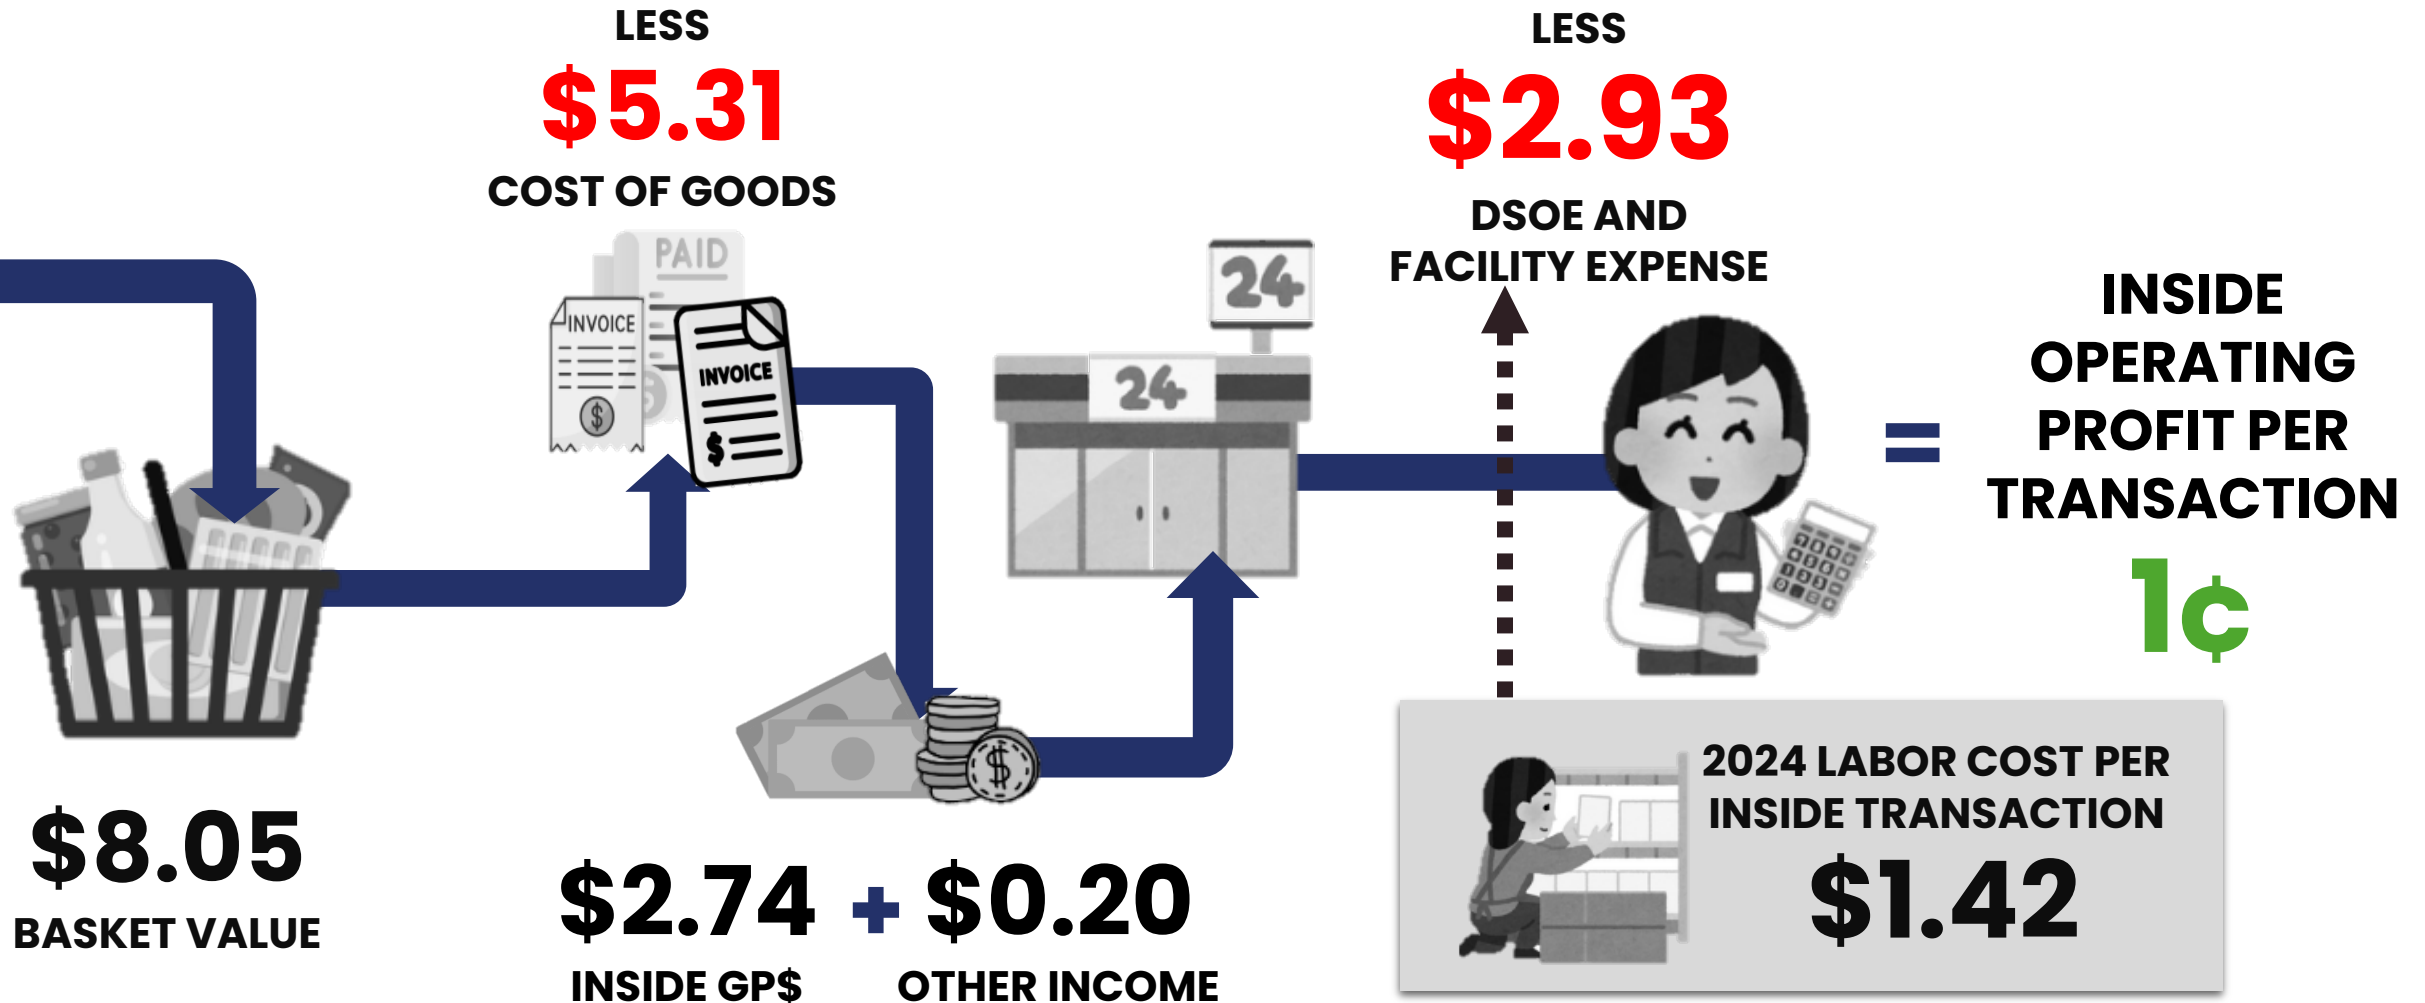 LESS
$5.31
COST OF GOODS
PAID
INVOICE
$
INVOICE
$
$8.05
BASKET VALUE
$2.74 + $0.20
INSIDE GP$ OTHER INCOME
$
24
24
LESS
$2.93
DSOE AND
FACILITY EXPENSE
=
INSIDE
OPERATING
PROFIT PER
TRANSACTION
1¢
2024 LABOR COST PER
INSIDE TRANSACTION
$1.42